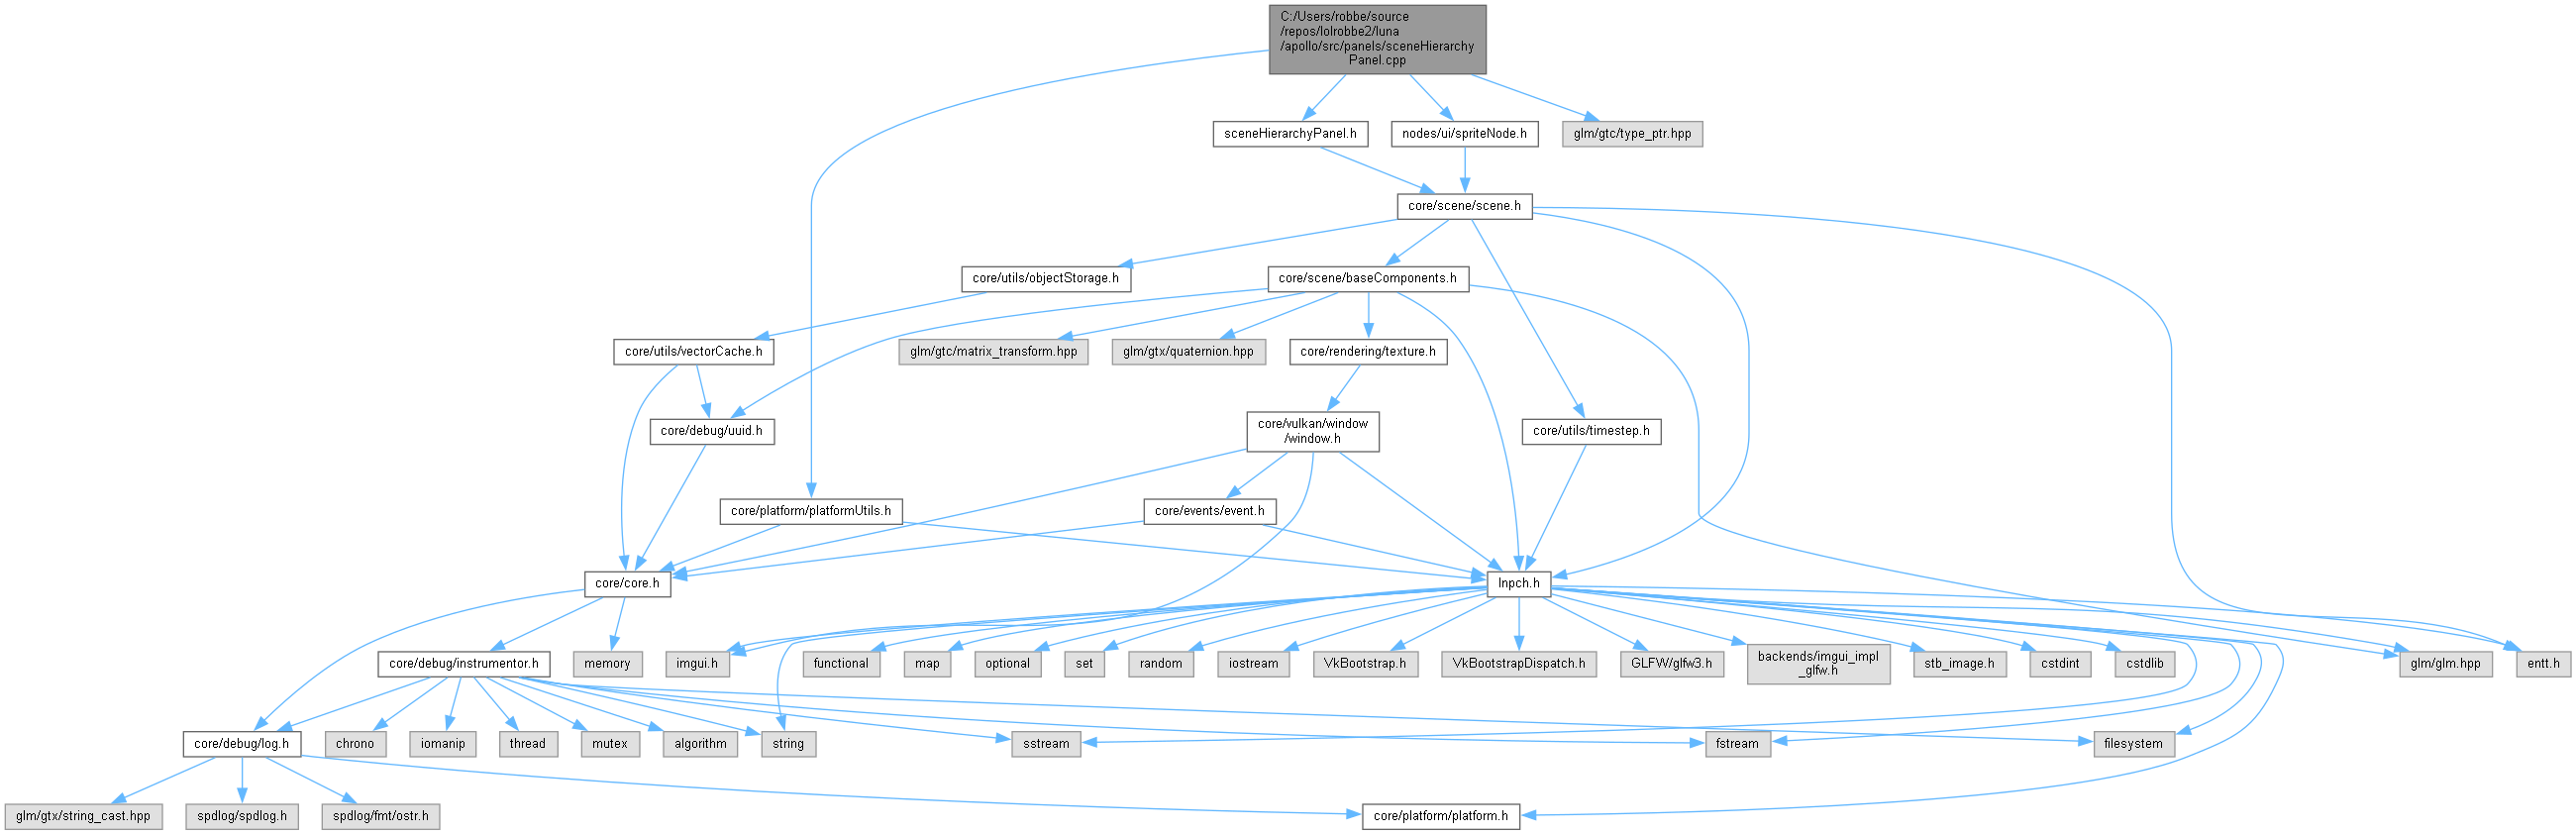 C:/Users/robbe/source
/repos/lolrobbe2/luna
/apollo/src/panels/sceneHierarchy
Panel.cpp
sceneHierarchyPanel.h
nodes/ui/spriteNode.h
glm/gtc/type_ptr.hpp
core/scene/scene.h
core/utils/objectStorage.h
core/scene/baseComponents.h
core/utils/vectorCache.h
glm/gtc/matrix_transform.hpp
glm/gtx/quaternion.hpp
core/rendering/texture.h
core/debug/uuid.h
core/vulkan/window
/window.h
core/utils/timestep.h
core/platform/platformUtils.h
core/events/event.h
core/core.h
lnpch.h
core/debug/instrumentor.h
memory
imgui.h
functional
map
optional
set
random
iostream
VkBootstrap.h
VkBootstrapDispatch.h
GLFW/glfw3.h
backends/imgui_impl
_glfw.h
stb_image.h
cstdint
cstdlib
glm/glm.hpp
entt.h
core/debug/log.h
chrono
iomanip
thread
mutex
algorithm
string
sstream
fstream
filesystem
glm/gtx/string_cast.hpp
spdlog/spdlog.h
spdlog/fmt/ostr.h
core/platform/platform.h